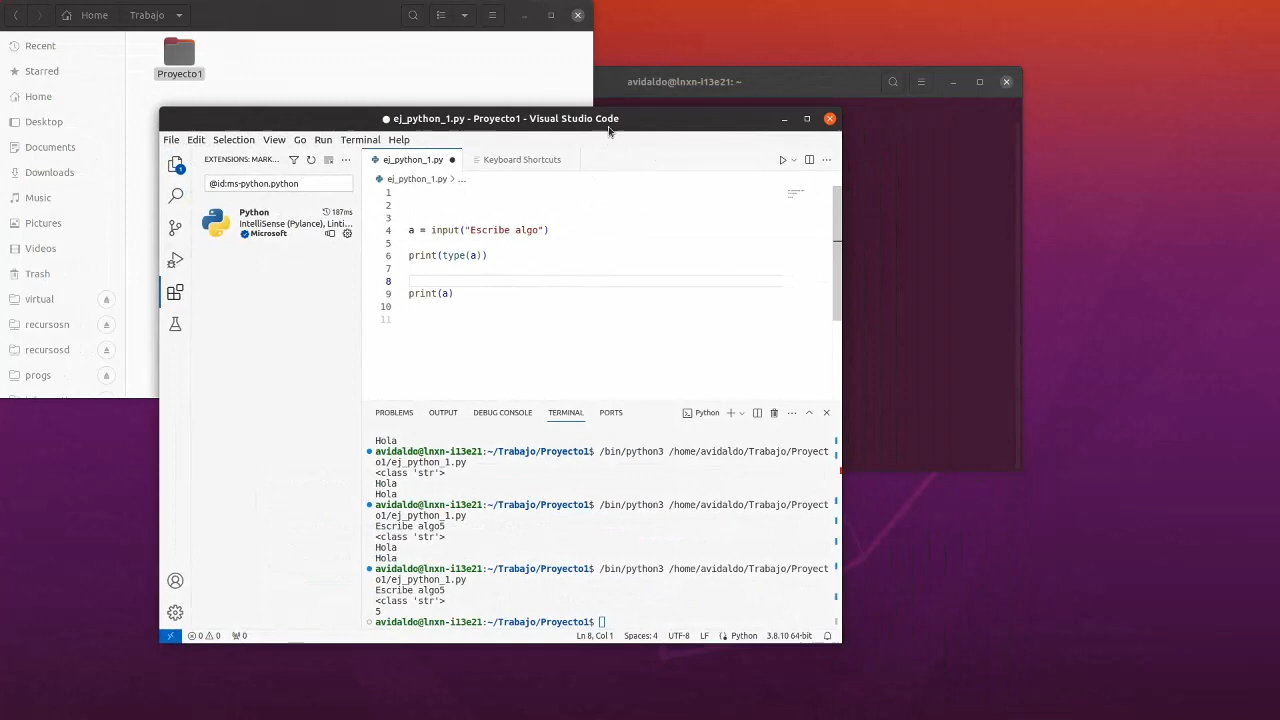 Home Trabajo
Recent
Starred
Home
Desktop
Documents
Downloads
Music
Pictures
Videos
Trash
virtual
recursosn
recursosd
progs
Proyecto1
avidaldo@lnxn-i13e21: ~
ej_python_1.py - Proyecto1 - Visual Studio Code
File Edit Selection View Go Run Terminal Help
EXTENSIONS: MARK...
@id:ms-python.python
Python 187ms
IntelliSense (Pylance), Linti...
Microsoft
1
ej_python_1.py Keyboard Shortcuts
ej_python_1.py > ...
1
2
3
4 a = input("Escribe algo")
5
6 print(type(a))
7
8
9 print(a)
10
11
PROBLEMS OUTPUT DEBUG CONSOLE TERMINAL PORTS Python
Hola
avidaldo@lnxn-i13e21:~/Trabajo/Proyecto1$ /bin/python3 /home/avidaldo/Trabajo/Proyect
o1/ej_python_1.py
<class 'str'>
Hola
Hola
avidaldo@lnxn-i13e21:~/Trabajo/Proyecto1$ /bin/python3 /home/avidaldo/Trabajo/Proyect
o1/ej_python_1.py
Escribe algo5
<class 'str'>
Hola
Hola
avidaldo@lnxn-i13e21:~/Trabajo/Proyecto1$ /bin/python3 /home/avidaldo/Trabajo/Proyect
o1/ej_python_1.py
Escribe algo5
<class 'str'>
5
avidaldo@lnxn-i13e21:~/Trabajo/Proyecto1$
0 0 0 Ln 8, Col 1 Spaces: 4 UTF-8 LF Python 3.8.10 64-bit